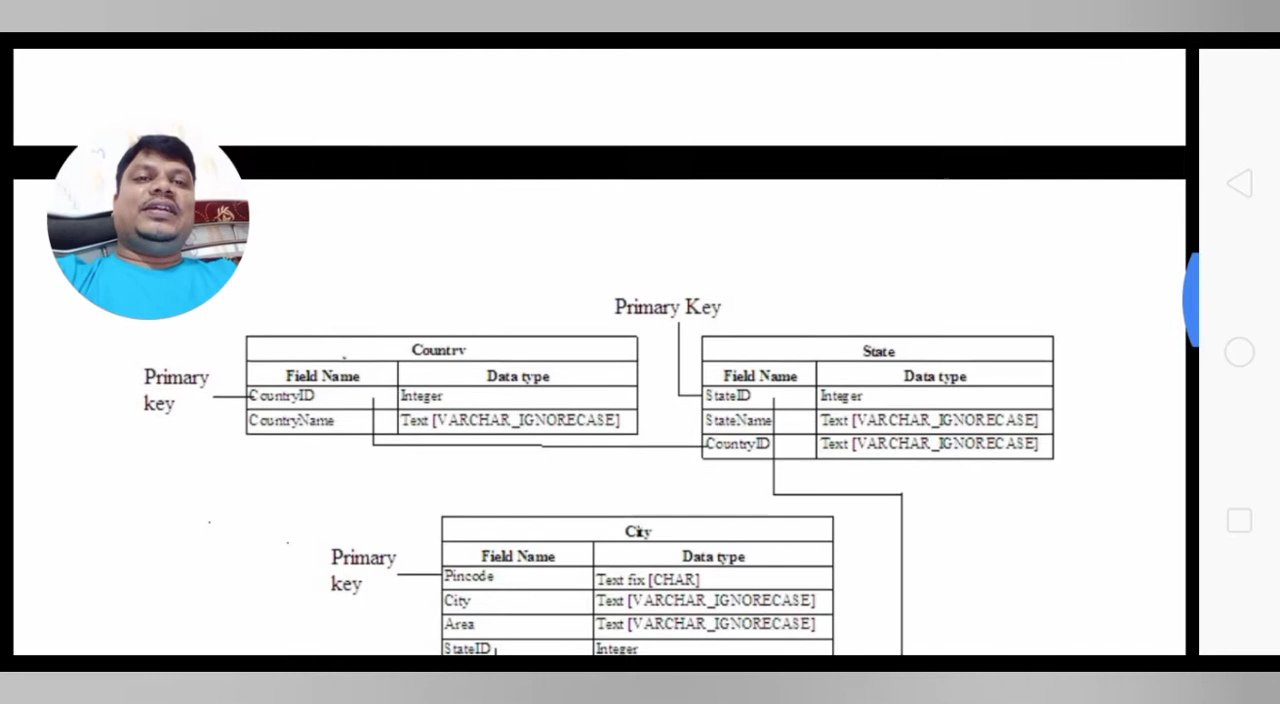 Primary Key
Country
State
Primary key
Field Name Data type
Field Name Data type
CountryID Integer
StateID Integer
CountryName Text [VARCHAR_IGNORECASE]
StateName Text [VARCHAR_IGNORECASE]
CountryID Text [VARCHAR_IGNORECASE]
City
Primary key
Field Name Data type
Pincode Text fix [CHAR]
City Text [VARCHAR_IGNORECASE]
Area Text [VARCHAR_IGNORECASE]
StateID Integer